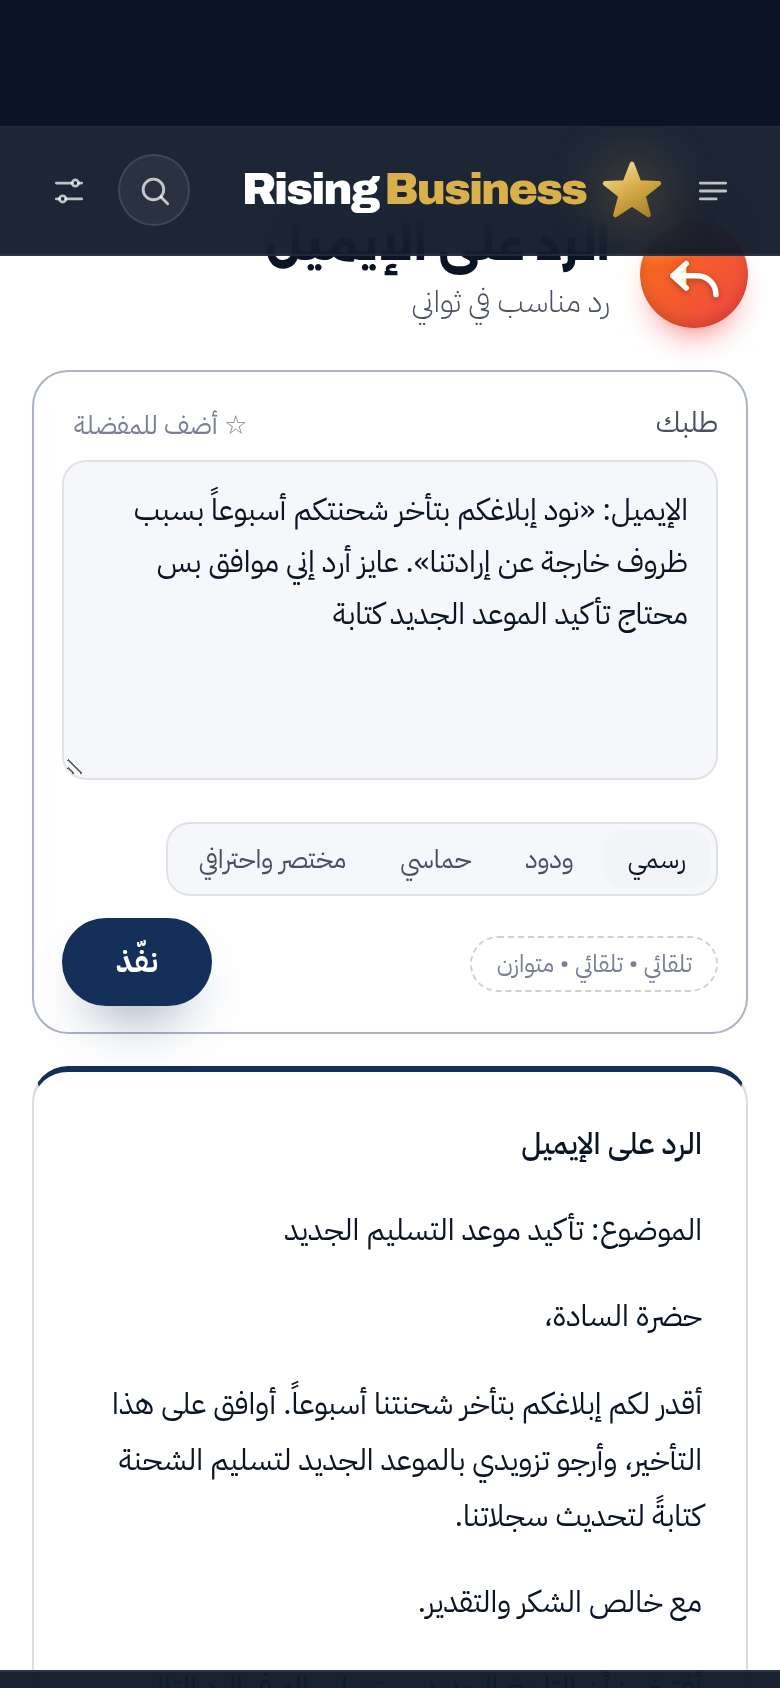 Rising Business
الرد على الإيميل
رد مناسب في ثواني
طلبك
☆ أضف للمفضلة
الإيميل: «نود إبلاغكم بتأخر شحنتكم أسبوعاً بسبب
ظروف خارجة عن إرادتنا». عايز أرد إني موافق بس
محتاج تأكيد الموعد الجديد كتابة
رسمي
ودود
حماسي
مختصر واحترافي
تلقائي • تلقائي • متوازن
نفّذ
الرد على الإيميل
الموضوع: تأكيد موعد التسليم الجديد
حضرة السادة،
أقدر لكم إبلاغكم بتأخر شحنتنا أسبوعاً. أوافق على هذا
التأخير، وأرجو تزويدي بالموعد الجديد لتسليم الشحنة
كتابةً لتحديث سجلاتنا.
مع خالص الشكر والتقدير.